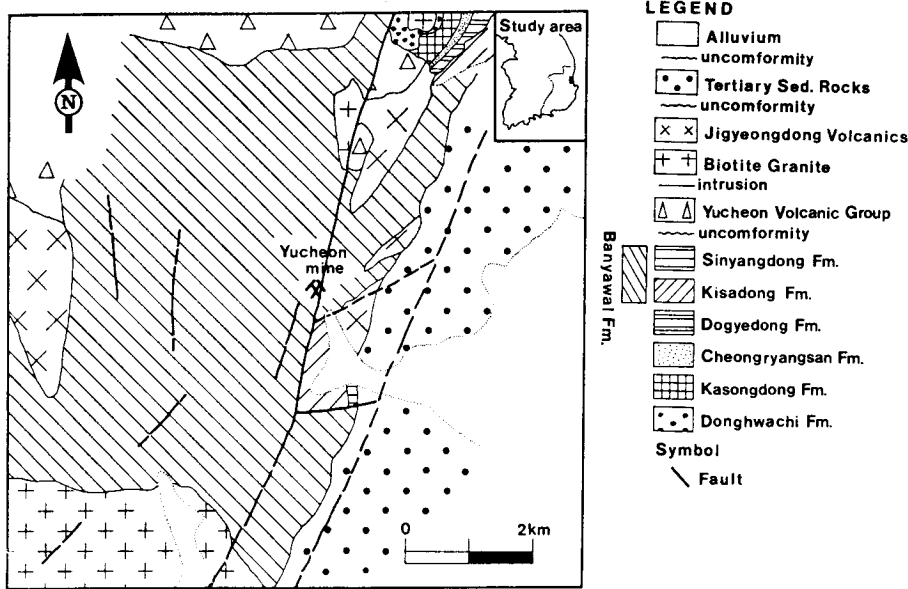 N
Study area
Yucheon
mine
0 2km
LEGEND
Alluvium
uncomformity
Tertiary Sed. Rocks
uncomformity
Jigyeongdong Volcanics
Biotite Granite
intrusion
Yucheon Volcanic Group
uncomformity
Banyawal Fm.
Sinyangdong Fm.
Kisadong Fm.
Dogyedong Fm.
Cheongryangsan Fm.
Kasongdong Fm.
Donghwachi Fm.
Symbol
Fault